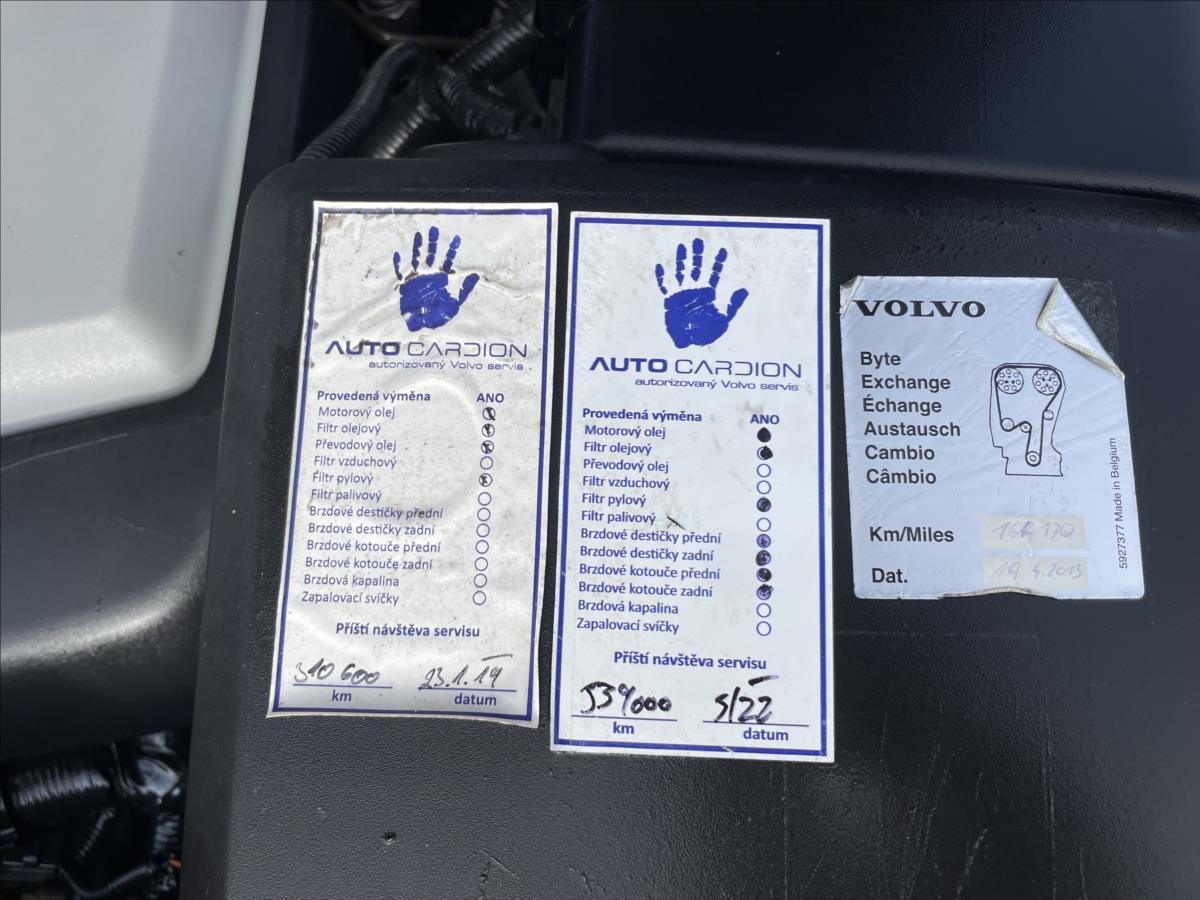 AUTO CARDION
autorizovaný Volvo servis
Provedená výměna ANO
Motorový olej
Filtr olejový
Převodový olej
Filtr vzduchový
Filtr pylový
Filtr palivový
Brzdové destičky přední
Brzdové destičky zadní
Brzdové kotouče přední
Brzdové kotouče zadní
Brzdová kapalina
Zapalovací svíčky
Příští návštěva servisu
310 600 23.1.19
km datum
AUTO CARDION
autorizovaný Volvo servis
Provedená výměna ANO
Motorový olej
Filtr olejový
Převodový olej
Filtr vzduchový
Filtr pylový
Filtr palivový
Brzdové destičky přední
Brzdové destičky zadní
Brzdové kotouče přední
Brzdové kotouče zadní
Brzdová kapalina
Zapalovací svíčky
Příští návštěva servisu
339000 5/22
km datum
VOLVO
Byte
Exchange
Échange
Austausch
Cambio
Câmbio
Km/Miles
Dat. 19.4.2013
5927377 Made in Belgium